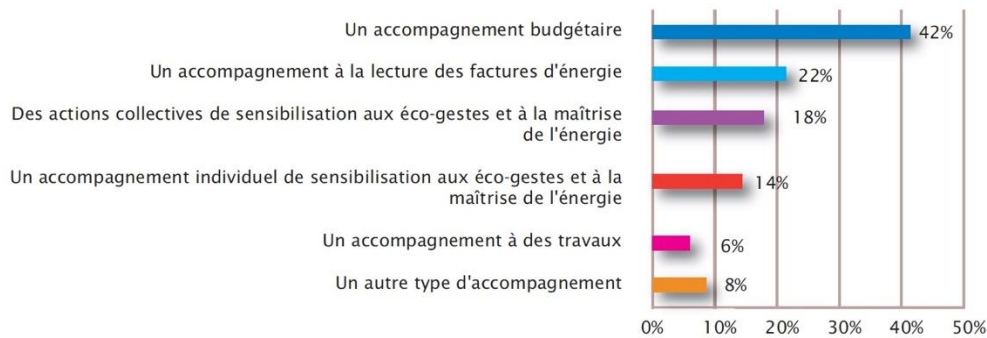 Un accompagnement budgétaire
42%
Un accompagnement à la lecture des factures d'énergie
22%
Des actions collectives de sensibilisation aux éco-gestes et à la maîtrise
de l'énergie
18%
Un accompagnement individuel de sensibilisation aux éco-gestes et à la
maîtrise de l'énergie
14%
Un accompagnement à des travaux
6%
Un autre type d'accompagnement
8%
0% 10% 20% 30% 40% 50%